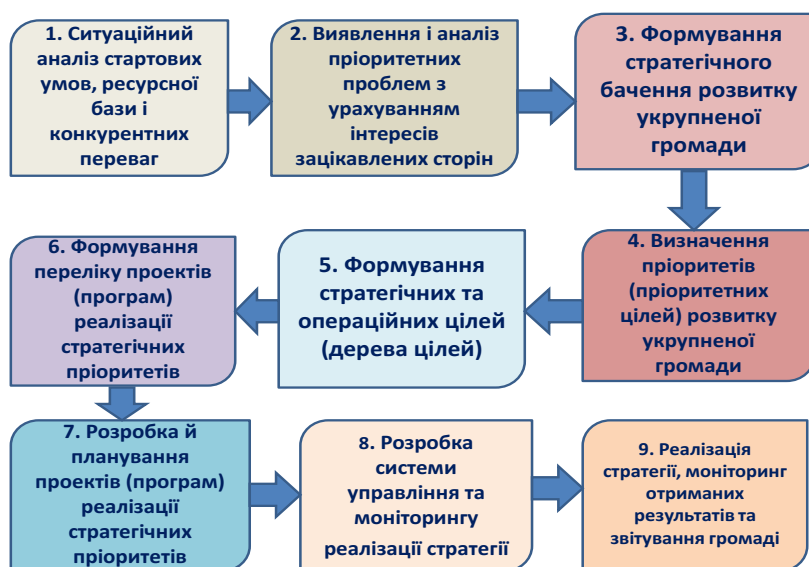 1. Ситуаційний
аналіз стартових
умов, ресурсної
бази і
конкурентних
переваг
2. Виявлення і аналіз
пріоритетних
проблем з
урахуванням
інтересів
зацікавлених сторін
3. Формування
стратегічного
бачення розвитку
укрупненої
громади
4. Визначення
пріоритетів
(пріоритетних
цілей) розвитку
укрупненої
громади
5. Формування
стратегічних та
операційних цілей
(дерева цілей)
6. Формування
переліку проектів
(програм)
реалізації
стратегічних
пріоритетів
7. Розробка й
планування
проектів (програм)
реалізації
стратегічних
пріоритетів
8. Розробка
системи
управління та
моніторингу
реалізації стратегії
9. Реалізація
стратегії, моніторинг
отриманих
результатів та
звітування громаді